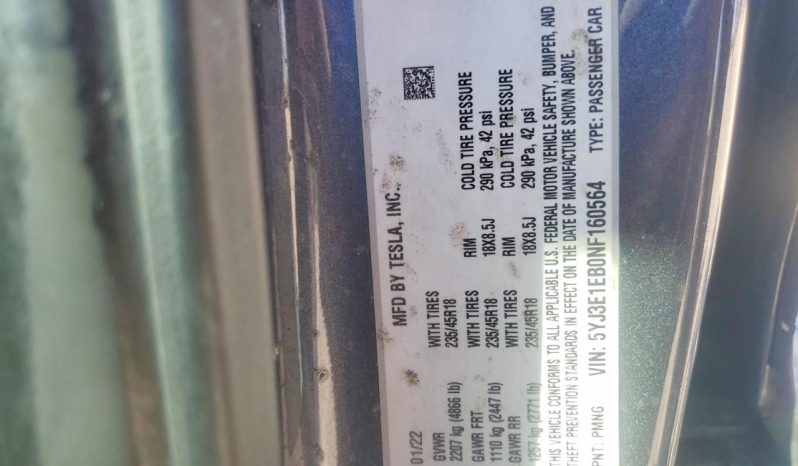 MFD BY TESLA, INC.
01/22
GVWR WITH TIRES
2207 kg (4866 lb) 235/45R18
GAWR FRT WITH TIRES RIM COLD TIRE PRESSURE
1110 kg (2447 lb) 235/45R18 18X8.5J 290 kPa, 42 psi
GAWR RR WITH TIRES RIM COLD TIRE PRESSURE
1257 kg (2771 lb) 235/45R18 18X8.5J 290 kPa, 42 psi
THIS VEHICLE CONFORMS TO ALL APPLICABLE U.S. FEDERAL MOTOR VEHICLE SAFETY, BUMPER, AND
THEFT PREVENTION STANDARDS IN EFFECT ON THE DATE OF MANUFACTURE SHOWN ABOVE.
PNT: PMNG VIN: 5YJ3E1EB0NF160564 TYPE: PASSENGER CAR